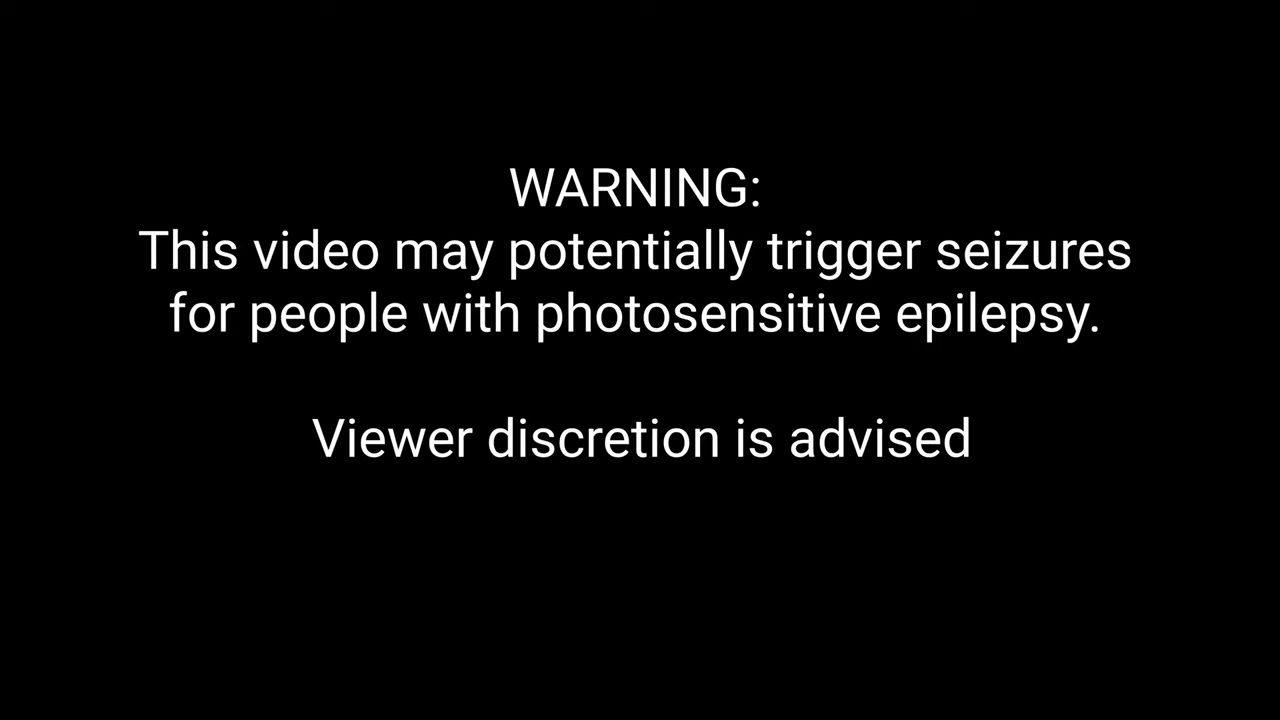 WARNING:
This video may potentially trigger seizures
for people with photosensitive epilepsy.
Viewer discretion is advised